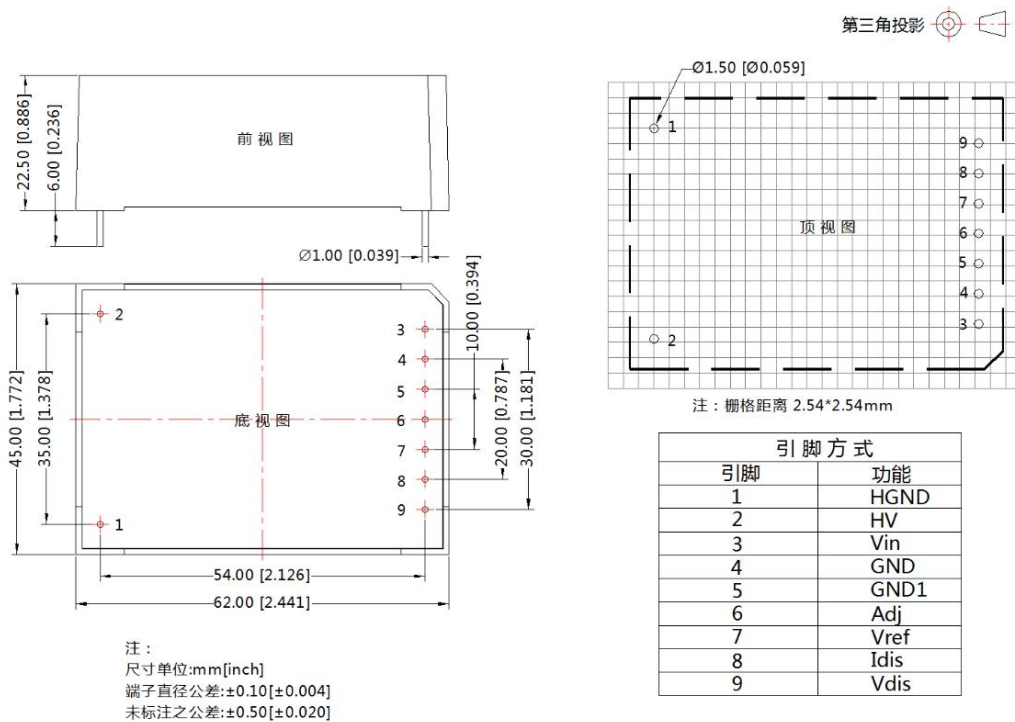 第三角投影
Ø1.50 [Ø0.059]
22.50 [0.886]
6.00 [0.236]
前视图
Ø1.00 [0.039]
1
2
3
4
5
6
7
8
9
顶视图
注：栅格距离 2.54*2.54mm
45.00 [1.772]
35.00 [1.378]
底视图
1
2
3
4
5
6
7
8
9
10.00 [0.394]
20.00 [0.787]
30.00 [1.181]
54.00 [2.126]
62.00 [2.441]
引脚方式
引脚 功能
1 HGND
2 HV
3 Vin
4 GND
5 GND1
6 Adj
7 Vref
8 Idis
9 Vdis
注：
尺寸单位:mm[inch]
端子直径公差:±0.10[±0.004]
未标注之公差:±0.50[±0.020]